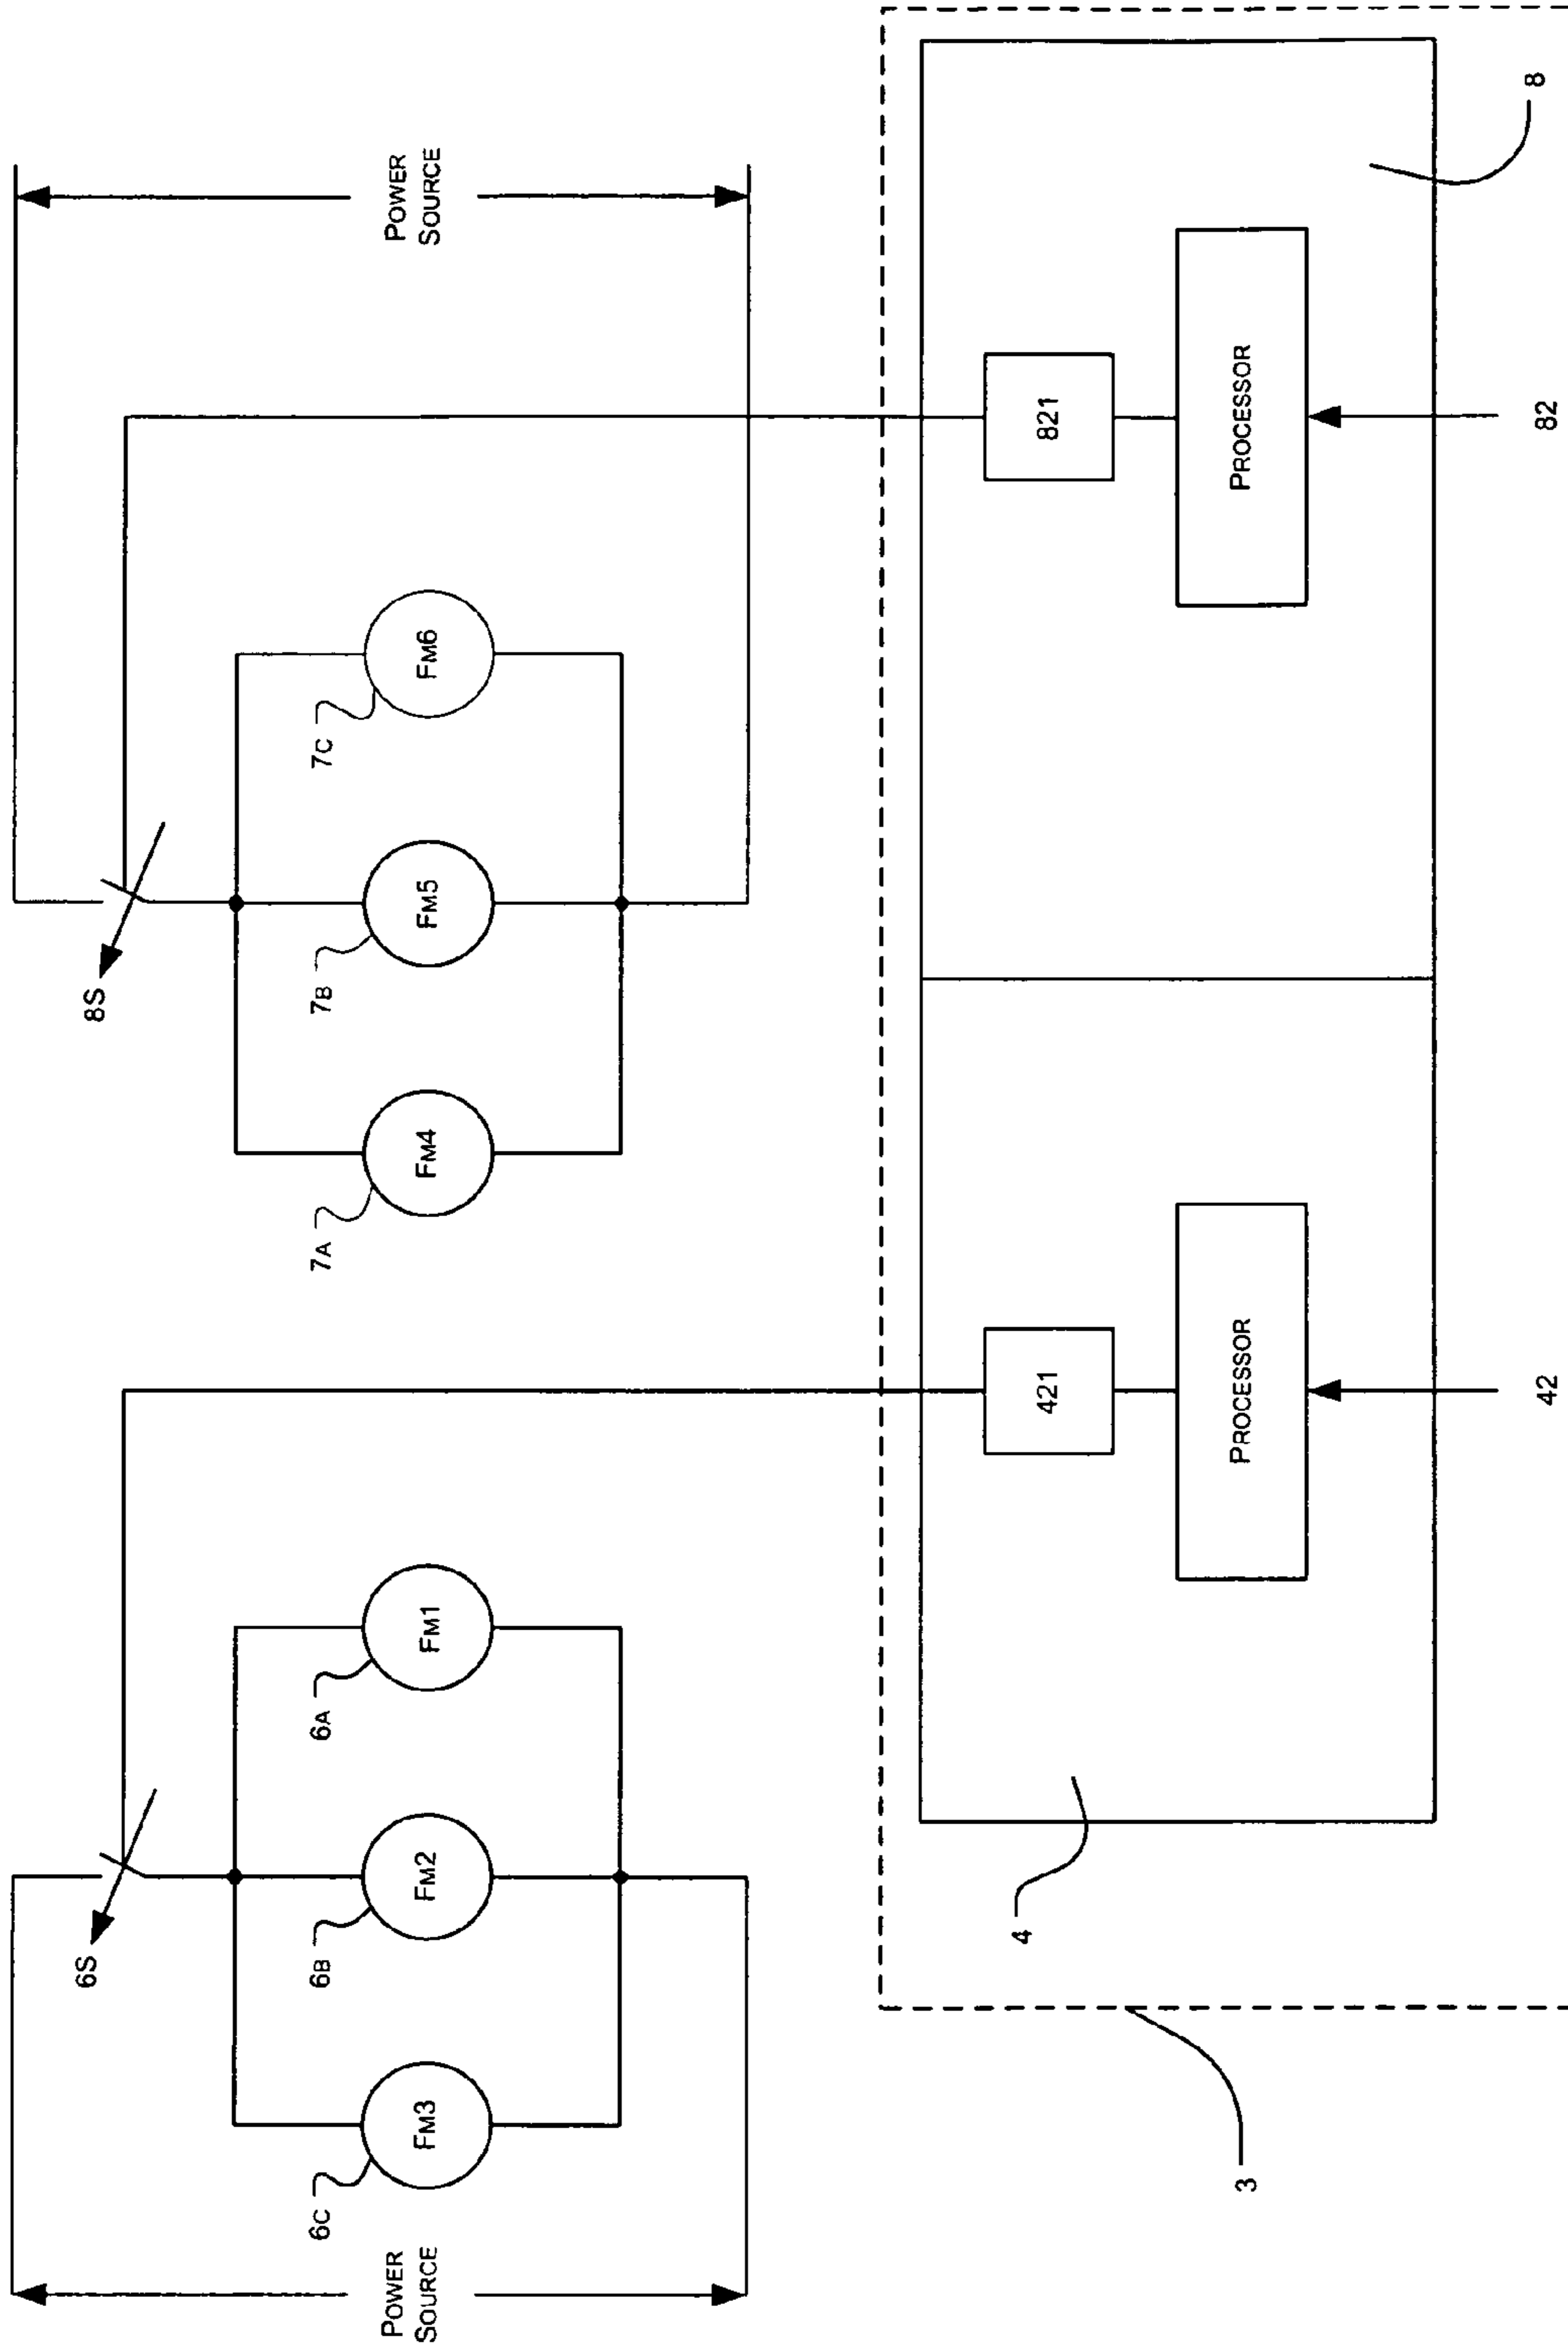 6S
8S
6C
6B
6A
7A
7B
7C
POWER
SOURCE
FM3
FM2
FM1
FM4
FM5
FM6
POWER
SOURCE
4
421
821
3
PROCESSOR
PROCESSOR
42
82
8